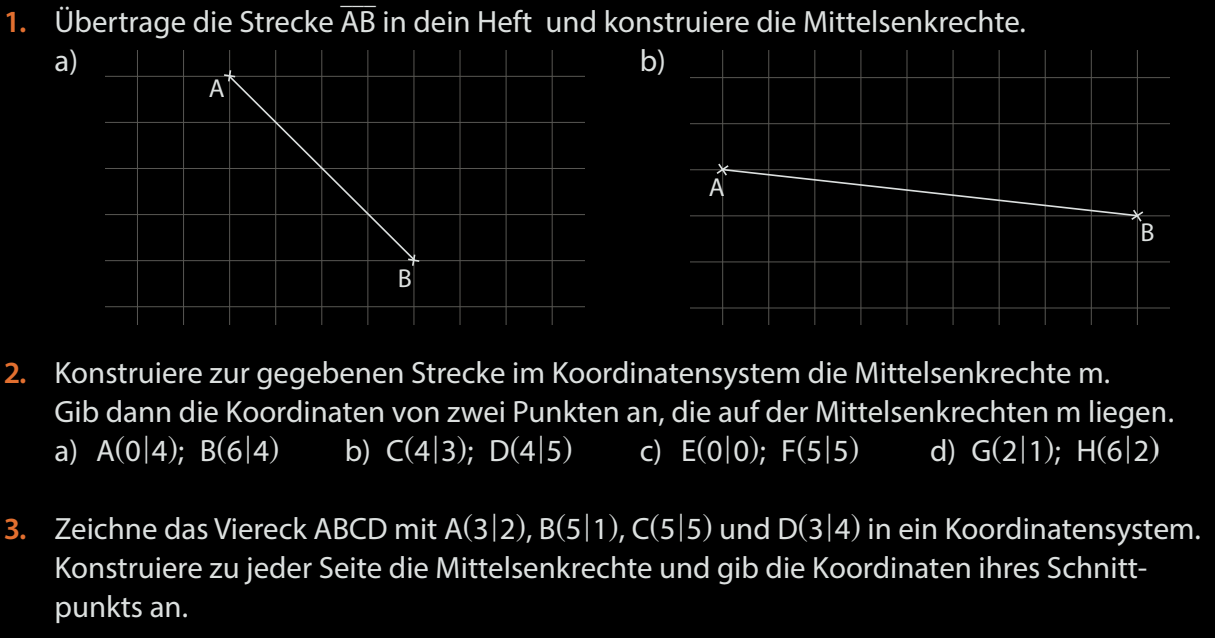 1. Übertrage die Strecke A̅B̅ in dein Heft und konstruiere die Mittelsenkrechte.
a)
b)
A
B
A
B
2. Konstruiere zur gegebenen Strecke im Koordinatensystem die Mittelsenkrechte m.
Gib dann die Koordinaten von zwei Punkten an, die auf der Mittelsenkrechten m liegen.
a) A(0|4); B(6|4) b) C(4|3); D(4|5) c) E(0|0); F(5|5) d) G(2|1); H(6|2)
3. Zeichne das Viereck ABCD mit A(3|2), B(5|1), C(5|5) und D(3|4) in ein Koordinatensystem.
Konstruiere zu jeder Seite die Mittelsenkrechte und gib die Koordinaten ihres Schnitt-
punkts an.